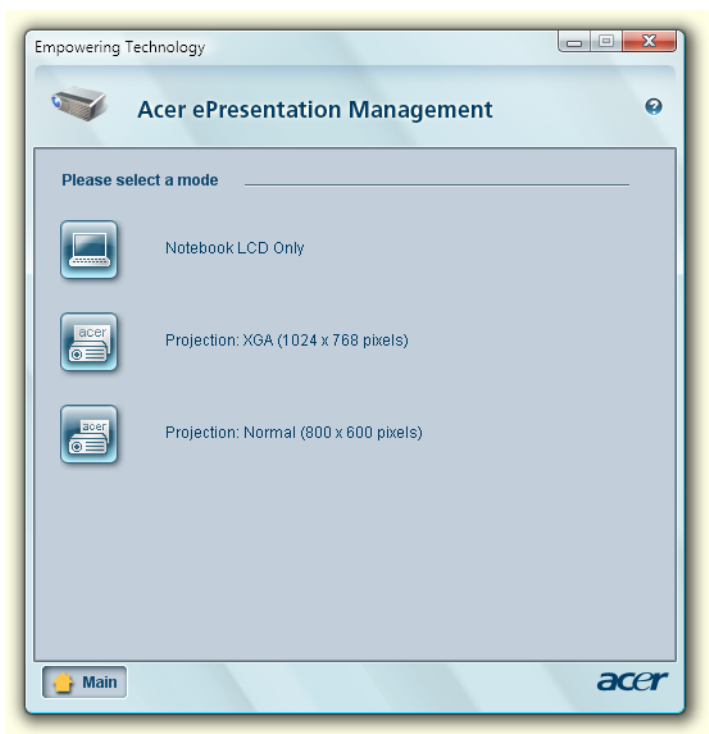 Empowering Technology
Acer ePresentation Management
Please select a mode
Notebook LCD Only
acer
Projection: XGA (1024 x 768 pixels)
acer
Projection: Normal (800 x 600 pixels)
Main
acer